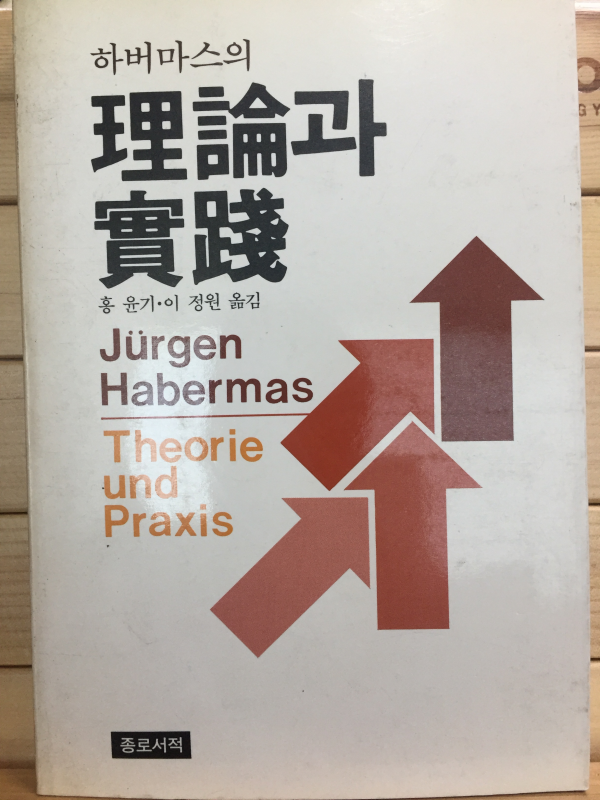 하버마스의
理論과
實踐
홍 윤기·이 정원 옮김
Jürgen
Habermas
Theorie
und
Praxis
종로서적